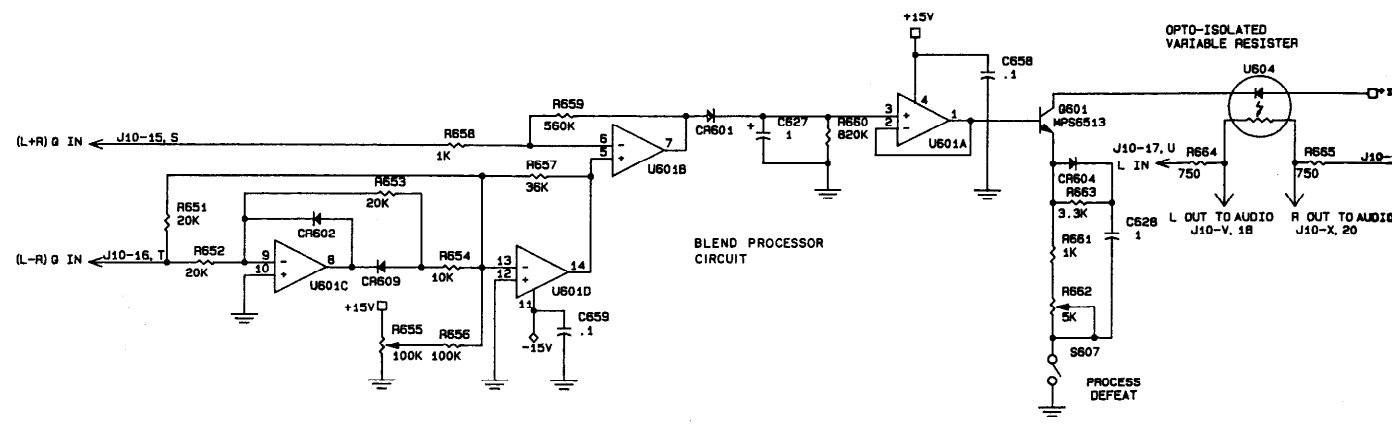 +15V
OPTO-ISOLATED
VARIABLE RESISTER
U604
C658
.1
4
3
+
1
2
-
U601A
Q601
MPS6513
R659
560K
CR601
+
C627
1
R660
820K
(L+R)Q IN
J10-15, S
R658
1K
6
-
7
5
+
U601B
R657
36K
J10-17, U
L IN
R664
750
R665
750
J10-
CR604
R663
3.3K
C628
1
L OUT TO AUDIO
J10-V, 18
R OUT TO AUDIO
J10-X, 20
R651
20K
R653
20K
CR602
(L-R)Q IN
J10-16, T
R652
20K
9
-
8
10
+
U601C
CR609
R654
10K
13
-
14
12
+
U601D
11
C659
.1
-15V
BLEND PROCESSOR
CIRCUIT
R661
1K
R662
5K
+15V
R655
100K
R656
100K
S607
PROCESS
DEFEAT